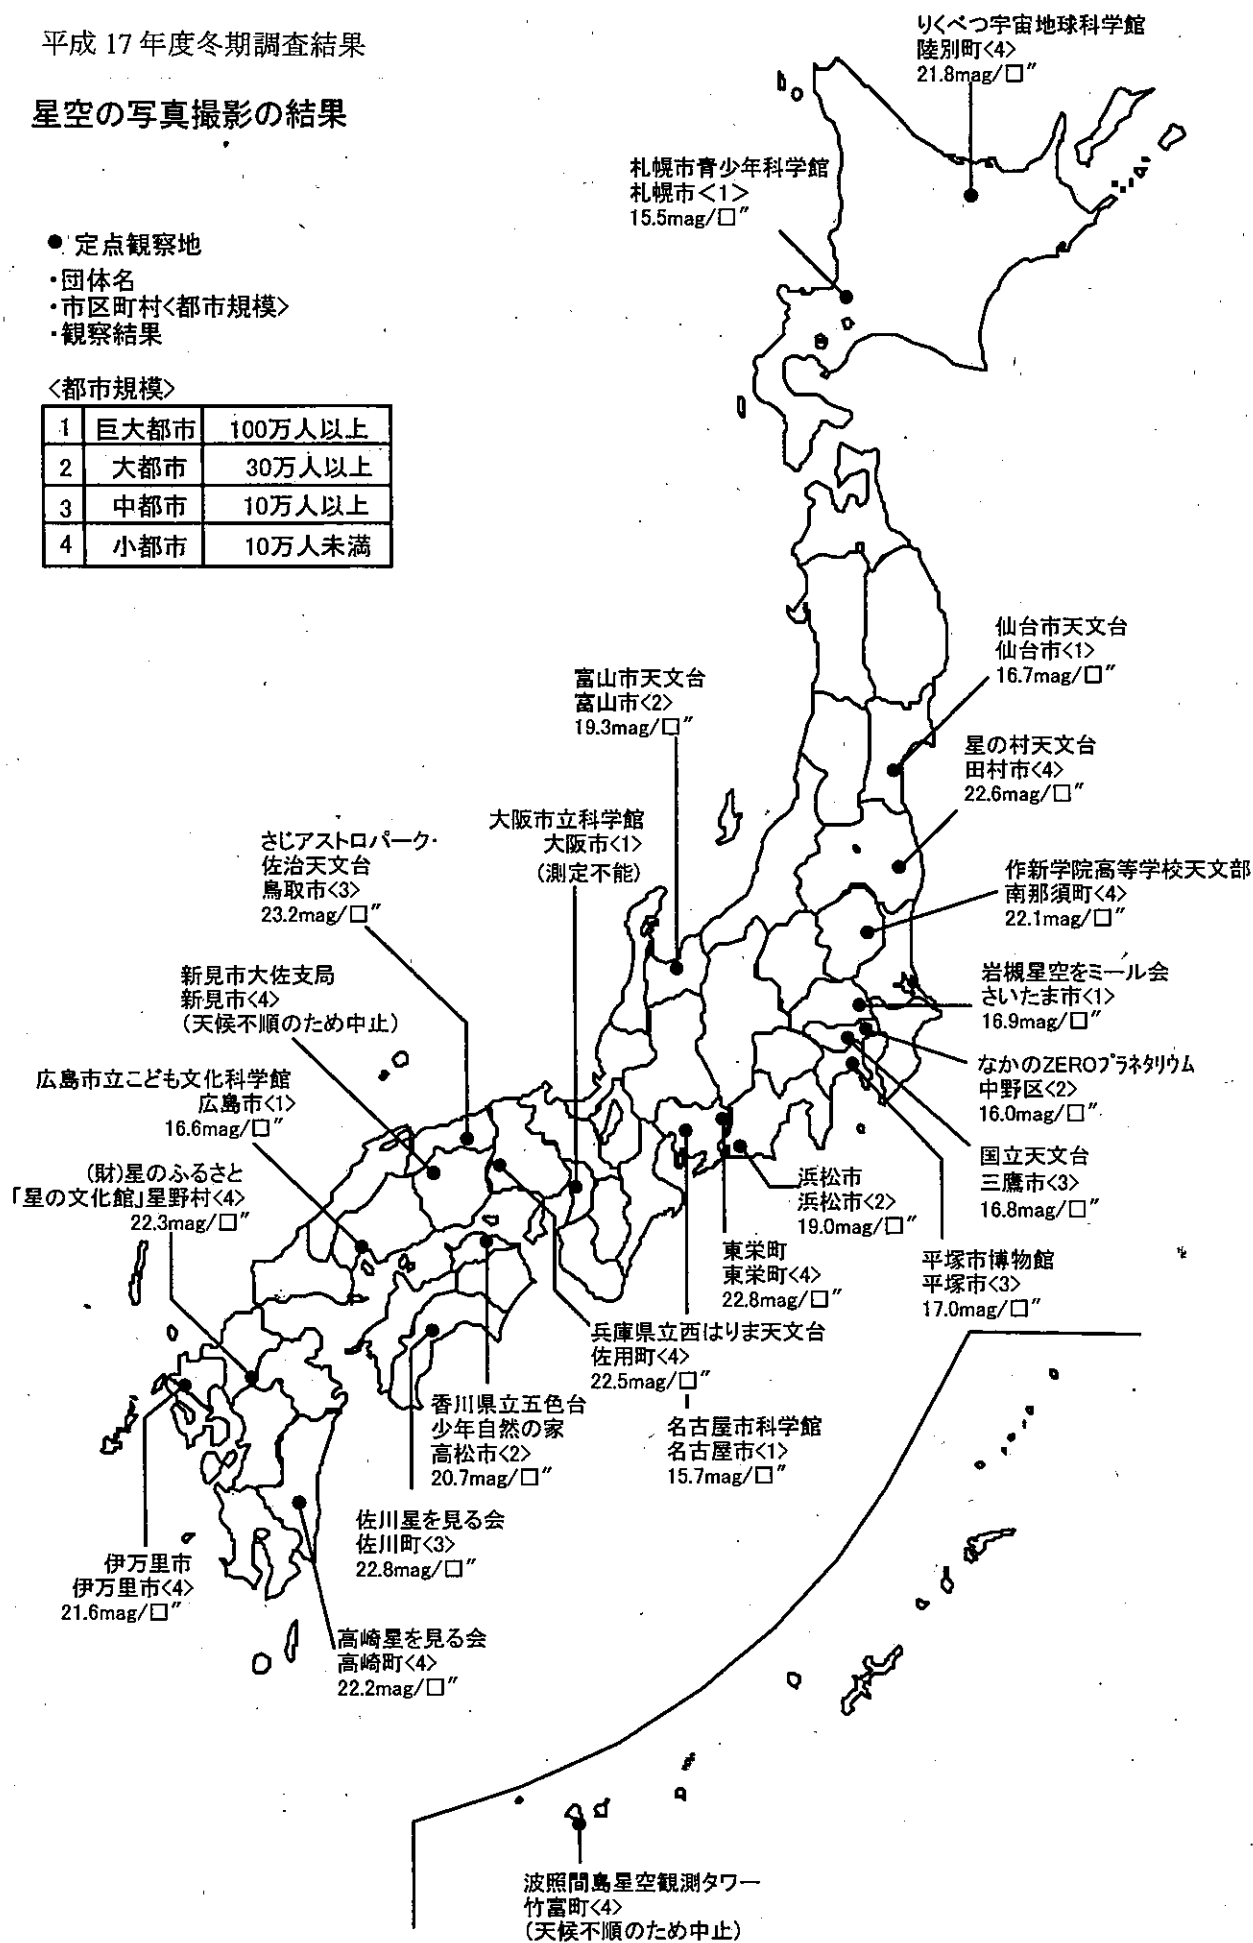 平成 17 年度冬期調査結果
星空の写真撮影の結果
● 定点観察地
・団体名
・市区町村<都市規模>
・観察結果
<都市規模>
1 巨大都市 100万人以上
2 大都市 30万人以上
3 中都市 10万人以上
4 小都市 10万人未満
りくべつ宇宙地球科学館
陸別町<4>
21.8mag/□″
札幌市青少年科学館
札幌市<1>
15.5mag/□″
仙台市天文台
仙台市<1>
16.7mag/□″
富山市天文台
富山市<2>
19.3mag/□″
星の村天文台
田村市<4>
22.6mag/□″
大阪市立科学館
大阪市<1>
(測定不能)
さじアストロパーク・
佐治天文台
鳥取市<3>
23.2mag/□″
作新学院高等学校天文部
南那須町<4>
22.1mag/□″
新見市大佐支局
新見市<4>
(天候不順のため中止)
岩槻星空をミール会
さいたま市<1>
16.9mag/□″
広島市立こども文化科学館
広島市<1>
16.6mag/□″
なかのZEROプラネタリウム
中野区<2>
16.0mag/□″
国立天文台
三鷹市<3>
16.8mag/□″
(財)星のふるさと
「星の文化館」星野村<4>
22.3mag/□″
浜松市
浜松市<2>
19.0mag/□″
東栄町
東栄町<4>
22.8mag/□″
平塚市博物館
平塚市<3>
17.0mag/□″
兵庫県立西はりま天文台
佐用町<4>
22.5mag/□″
香川県立五色台
少年自然の家
高松市<2>
20.7mag/□″
名古屋市科学館
名古屋市<1>
15.7mag/□″
佐川星を見る会
佐川町<3>
22.8mag/□″
伊万里市
伊万里市<4>
21.6mag/□″
高崎星を見る会
高崎町<4>
22.2mag/□″
波照間島星空観測タワー
竹富町<4>
(天候不順のため中止)